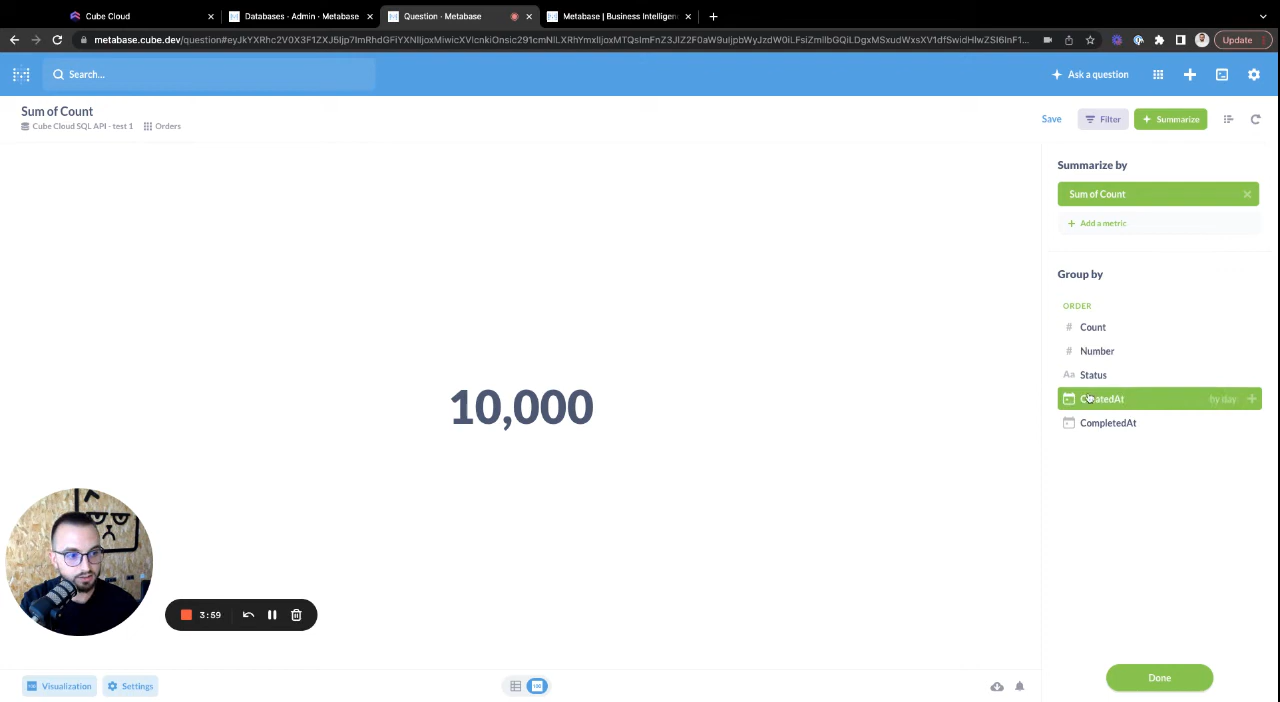 Cube Cloud
Databases · Admin · Metabase
Question · Metabase
Metabase | Business Intelligen
Update
Search...
Ask a question
Sum of Count
Cube Cloud SQL API - test 1
Orders
Save
Filter
Summarize
Summarize by
Sum of Count
Add a metric
Group by
ORDER
# Count
# Number
Aa Status
by day
CompletedAt
10,000
3:59
Visualization
Settings
Done